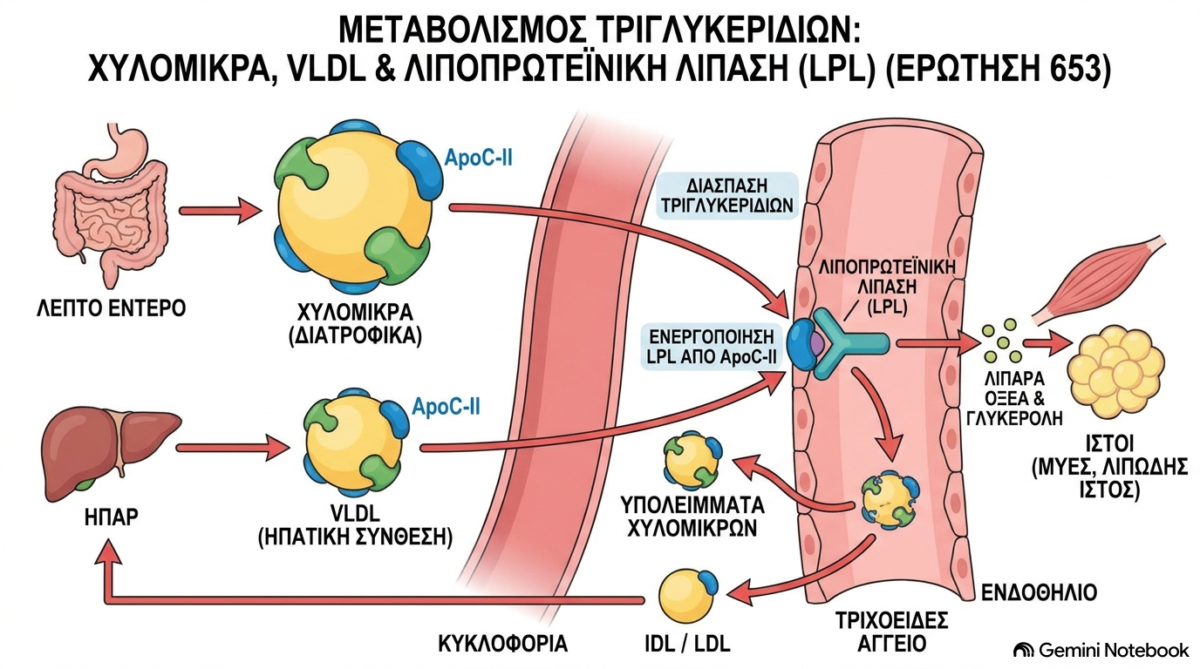 ΜΕΤΑΒΟΛΙΣΜΟΣ ΤΡΙΓΛΥΚΕΡΙΔΙΩΝ:
ΧΥΛΟΜΙΚΡΑ, VLDL & ΛΙΠΟΠΡΩΤΕΪΝΙΚΗ ΛΙΠΑΣΗ (LPL) (ΕΡΩΤΗΣΗ 653)
ΛΕΠΤΟ ΕΝΤΕΡΟ
ApoC-II
ΧΥΛΟΜΙΚΡΑ
(ΔΙΑΤΡΟΦΙΚΑ)
ΔΙΑΣΠΑΣΗ
ΤΡΙΓΛΥΚΕΡΙΔΙΩΝ
ΛΙΠΟΠΡΩΤΕΪΝΙΚΗ
ΛΙΠΑΣΗ
(LPL)
ΕΝΕΡΓΟΠΟΙΗΣΗ
LPL ΑΠΟ ApoC-II
ΛΙΠΑΡΑ
ΟΞΕΑ &
ΓΛΥΚΕΡΟΛΗ
ΙΣΤΟΙ
(ΜΥΕΣ, ΛΙΠΩΔΗΣ
ΙΣΤΟΣ)
ΗΠΑΡ
ApoC-II
VLDL
(ΗΠΑΤΙΚΗ ΣΥΝΘΕΣΗ)
ΥΠΟΛΕΙΜΜΑΤΑ
ΧΥΛΟΜΙΚΡΩΝ
ΚΥΚΛΟΦΟΡΙΑ
IDL / LDL
ΤΡΙΧΟΕΙΔΕΣ
ΑΓΓΕΙΟ
ΕΝΔΟΘΗΛΙΟ
Gemini Notebook